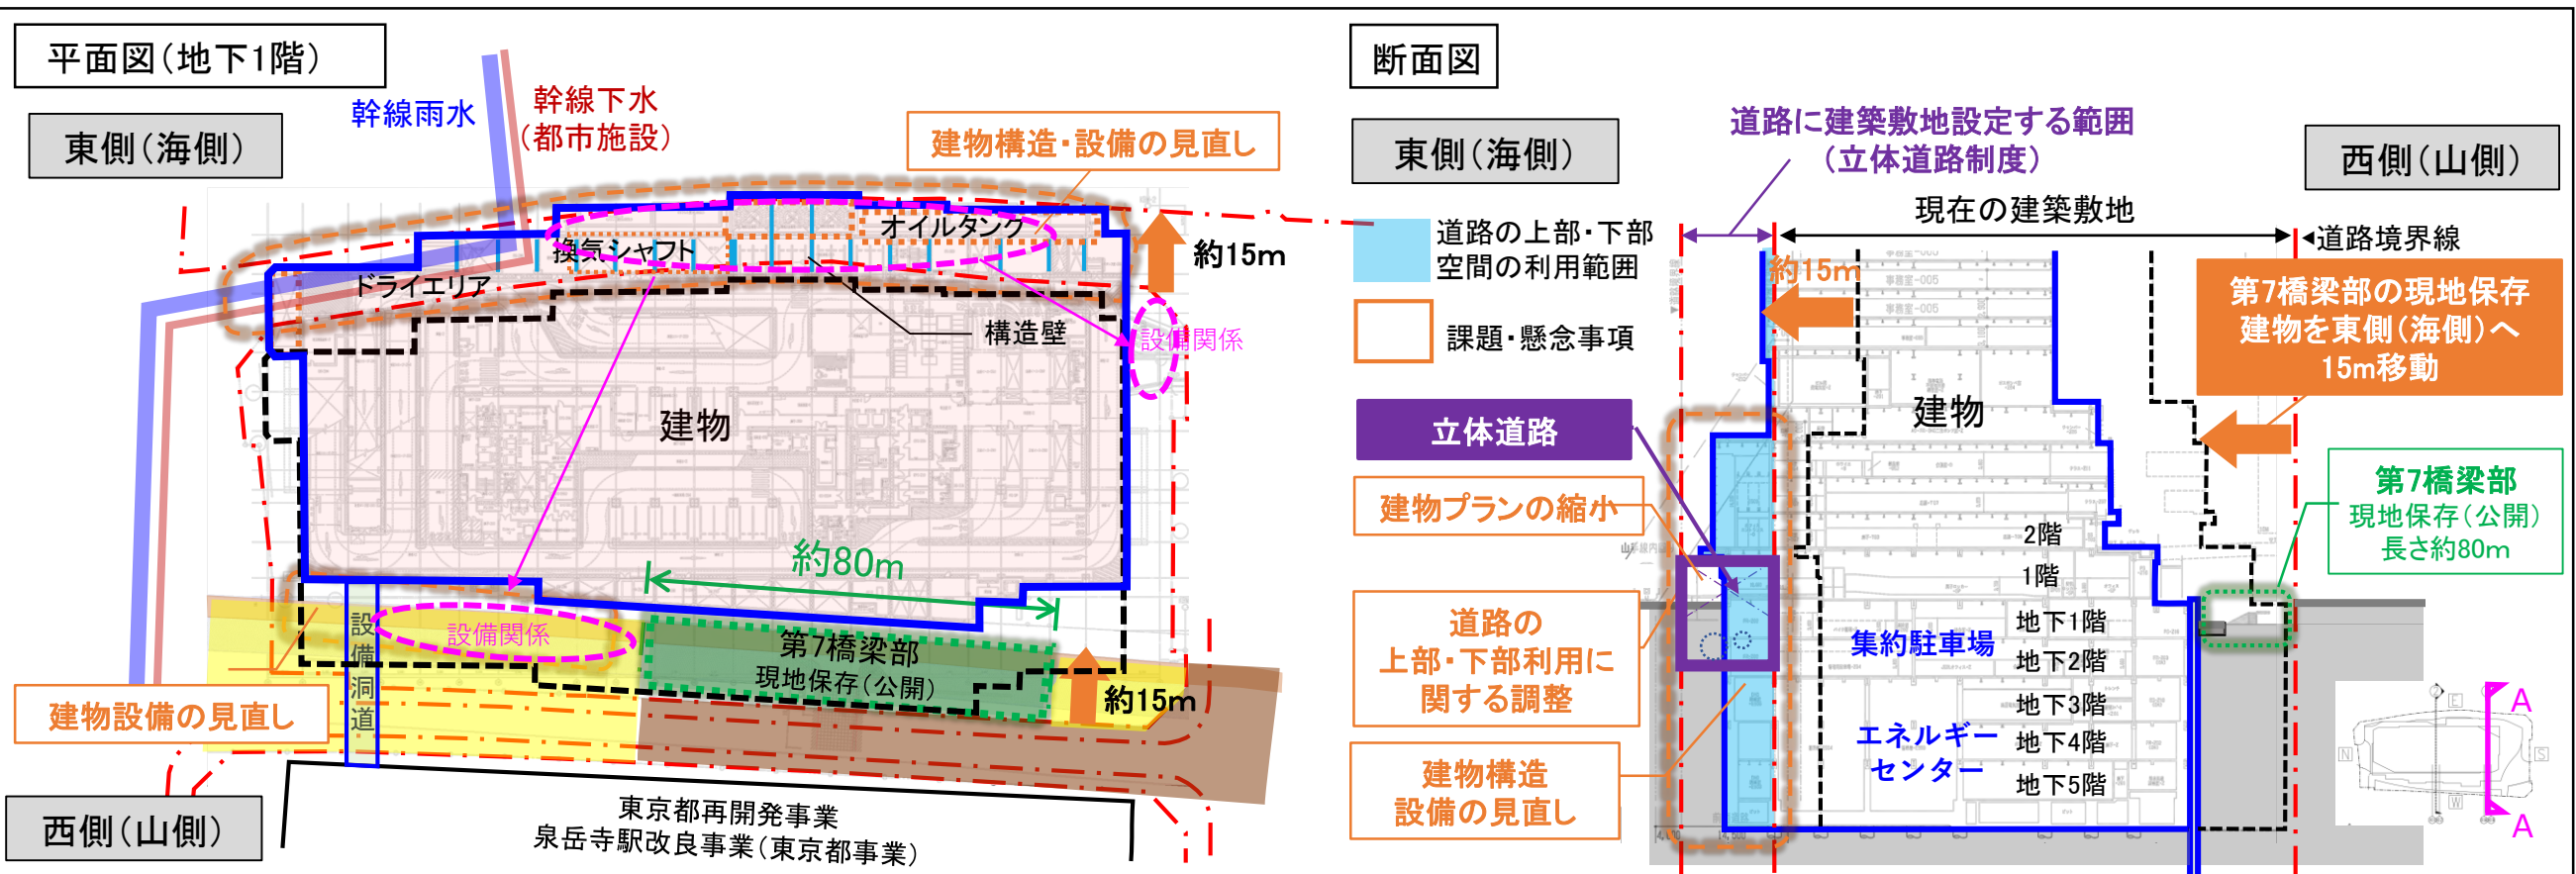 平面図(地下1階)
東側(海側)
幹線雨水
幹線下水
(都市施設)
建物構造・設備の見直し
オイルタンク
換気シャフト
ドライエリア
約15m
構造壁
設備関係
建物
約80m
設備関係
設備洞道
第7橋梁部
現地保存(公開)
約15m
建物設備の見直し
西側(山側)
東京都再開発事業
泉岳寺駅改良事業(東京都事業)
断面図
東側(海側)
道路に建築敷地設定する範囲
(立体道路制度)
西側(山側)
現在の建築敷地
道路境界線
道路の上部・下部
空間の利用範囲
課題・懸念事項
約15m
事務室-005
事務室-005
第7橋梁部の現地保存
建物を東側(海側)へ
15m移動
建物
立体道路
建物プランの縮小
第7橋梁部
現地保存(公開)
長さ約80m
2階
1階
道路の
上部・下部利用に
関する調整
地下1階
集約駐車場
地下2階
地下3階
エネルギー
センター
地下4階
地下5階
建物構造
設備の見直し
A
E
N
S
W
A